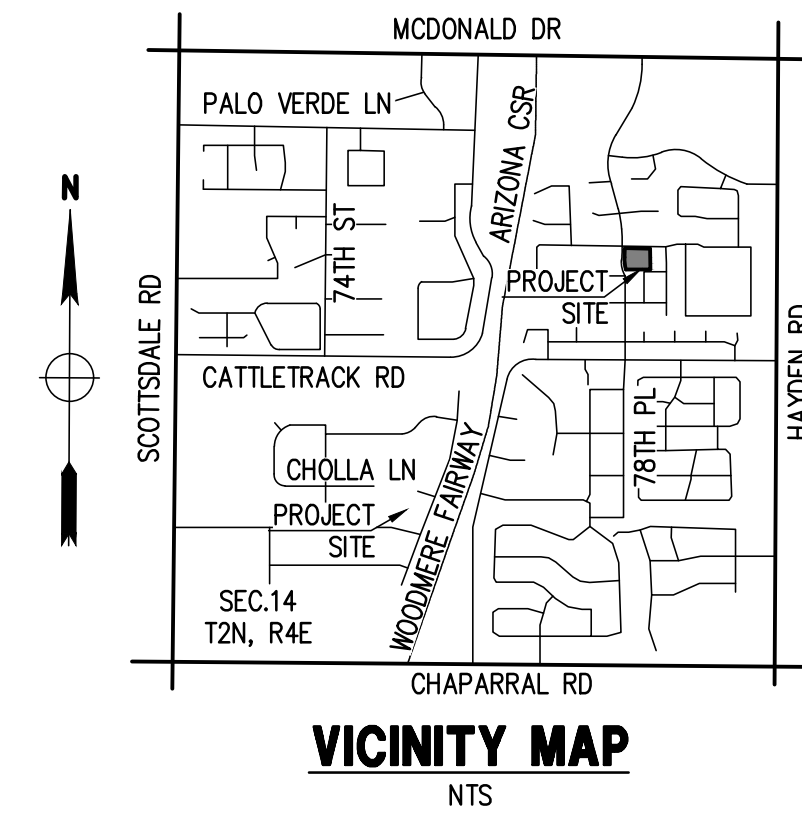 MCDONALD DR
PALO VERDE LN
ARIZONA CSR
N
74TH ST
PROJECT
SITE
SCOTTSDALE RD
HAYDEN RD
CATTLETRACK RD
78TH PL
CHOLLA LN
WOODMERE FAIRWAY
PROJECT
SITE
SEC.14
T2N, R4E
CHAPARRAL RD
VICINITY MAP
NTS